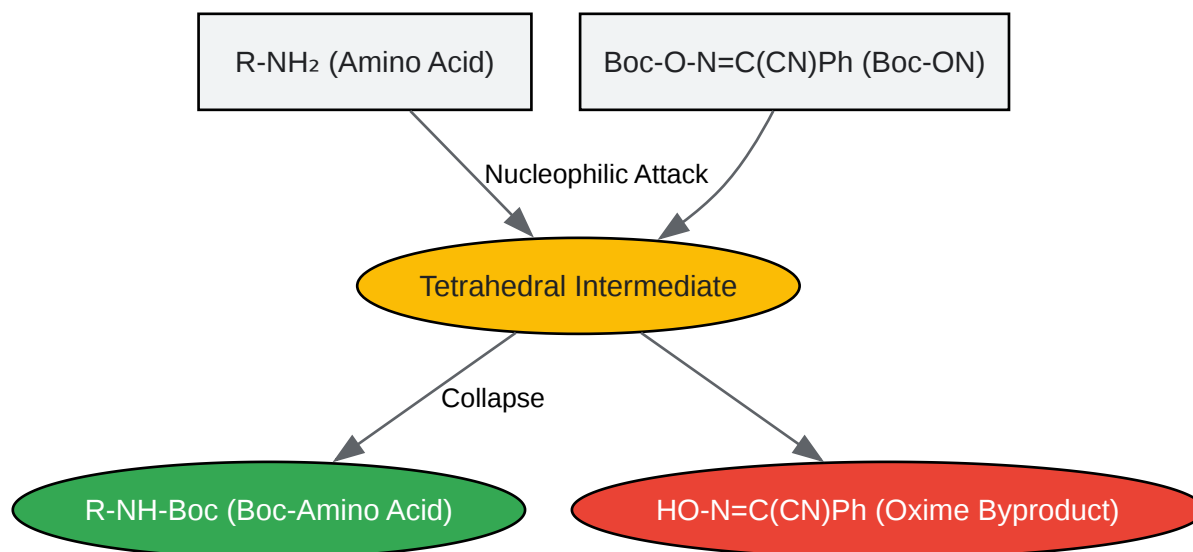 R-NH₂ (Amino Acid)
Boc-O-N=C(CN)Ph (Boc-ON)
Nucleophilic Attack
Tetrahedral Intermediate
Collapse
R-NH-Boc (Boc-Amino Acid)
HO-N=C(CN)Ph (Oxime Byproduct)